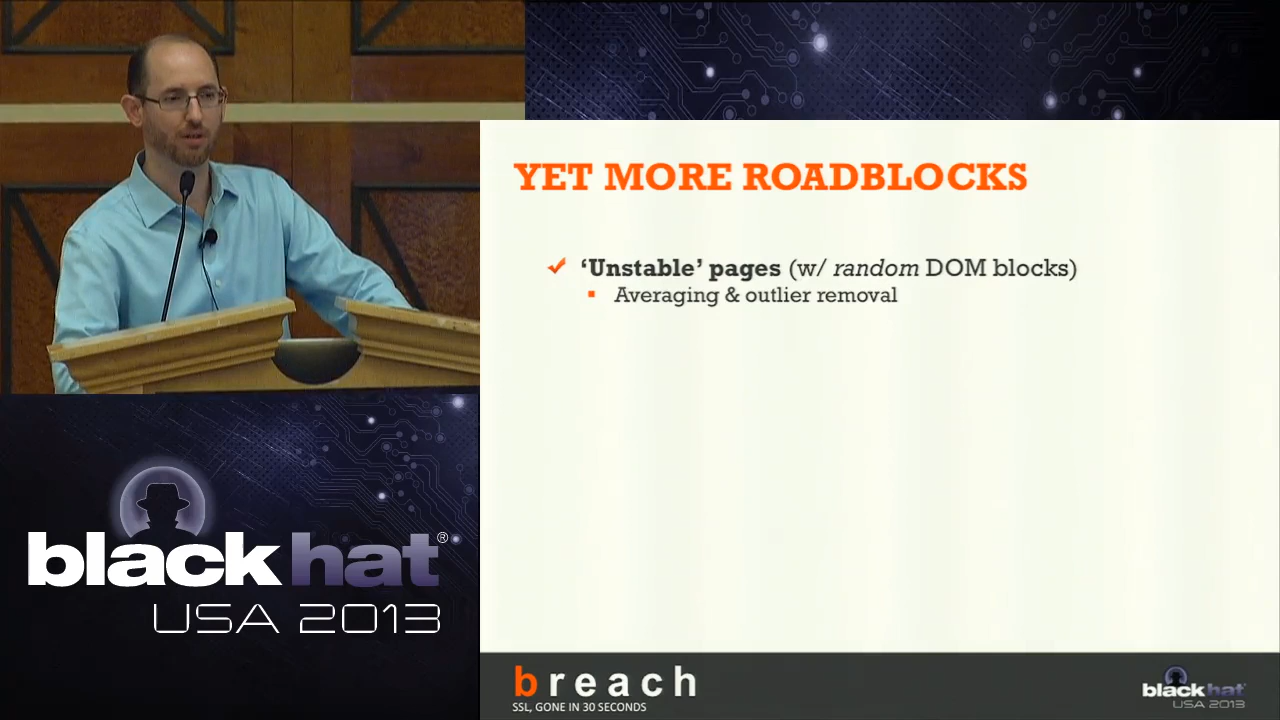 YET MORE ROADBLOCKS
‘Unstable’ pages (w/ random DOM blocks)
Averaging & outlier removal
black hat®
USA 2013
breach
SSL, GONE IN 30 SECONDS
black hat
USA 2013